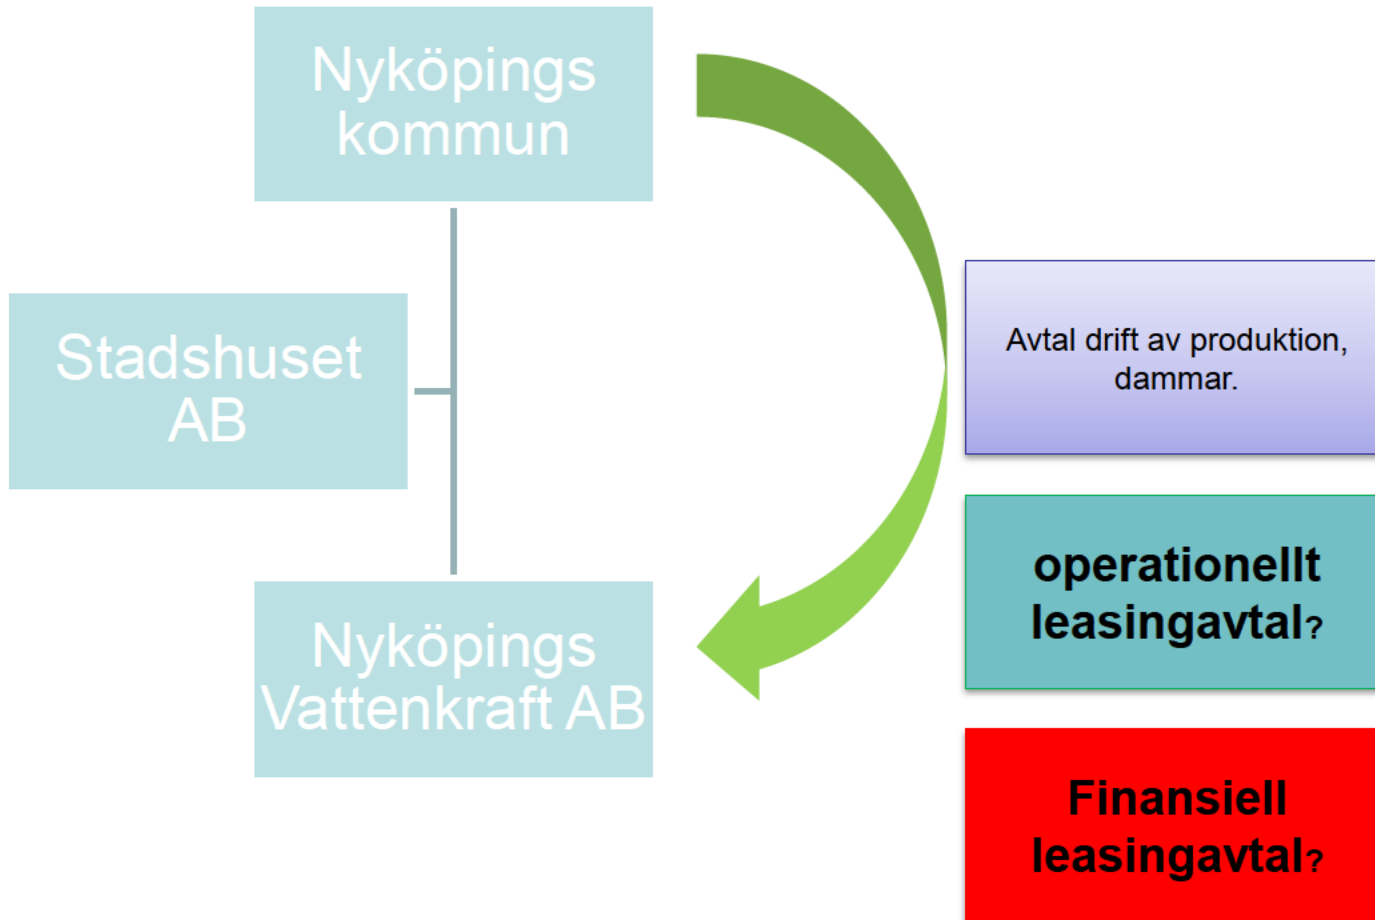 Nyköpings
kommun
Stadshuset
AB
Nyköpings
Vattenkraft AB
Avtal drift av produktion,
dammar.
operationellt
leasingavtal?
Finansiell
leasingavtal?